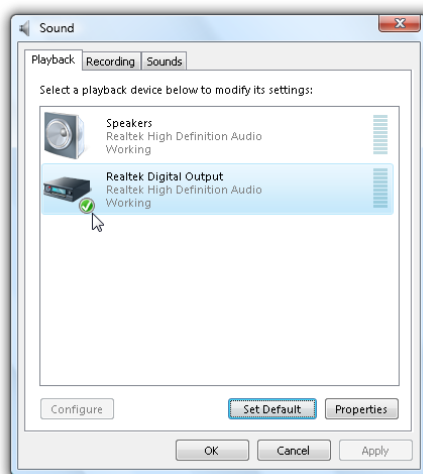 Sound
Playback Recording Sounds
Select a playback device below to modify its settings:
Speakers
Realtek High Definition Audio
Working
Realtek Digital Output
Realtek High Definition Audio
Working
Configure Set Default Properties
OK Cancel Apply